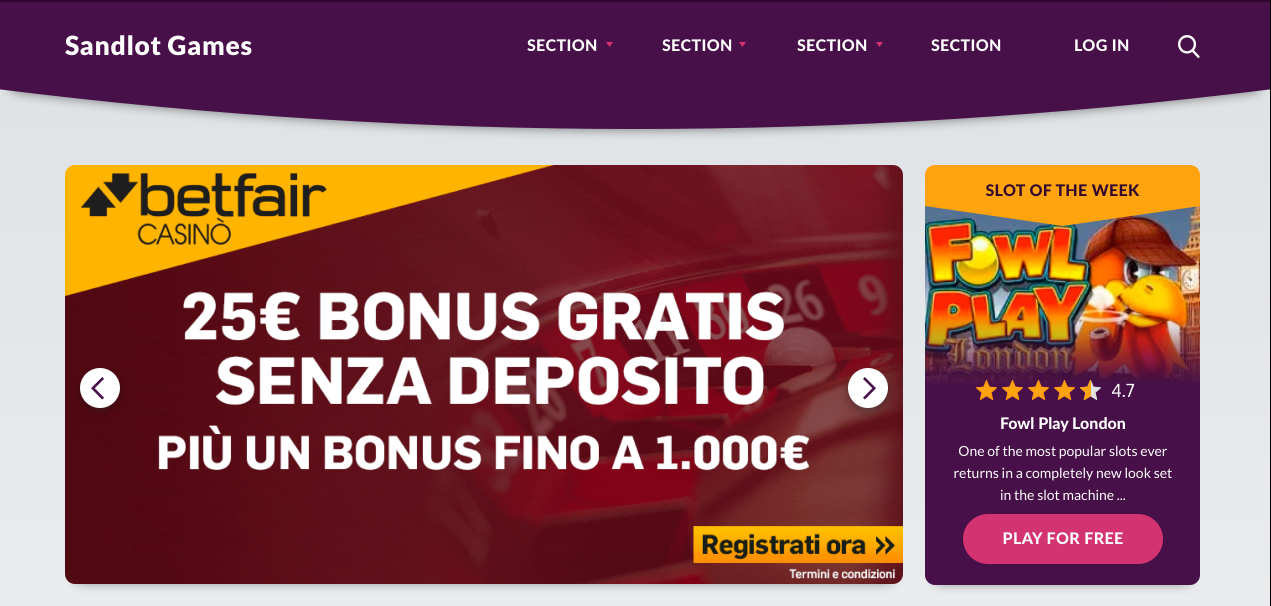 Sandlot Games
SECTION
SECTION
SECTION
SECTION
LOG IN
betfair
CASINÒ
25€ BONUS GRATIS
SENZA DEPOSITO
PIÙ UN BONUS FINO A 1.000€
Registrati ora »
Termini e condizioni
SLOT OF THE WEEK
FOWL
PLAY
London
4.7
Fowl Play London
One of the most popular slots ever
returns in a completely new look set
in the slot machine ...
PLAY FOR FREE